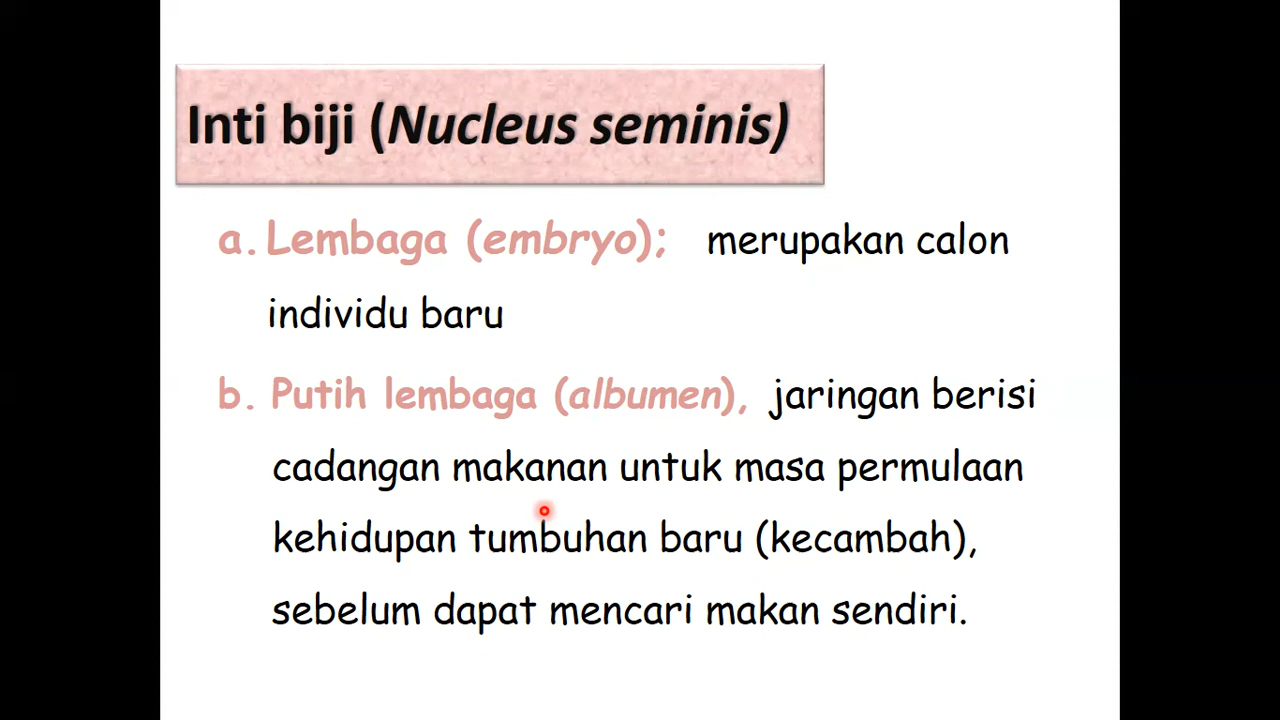 Inti biji (Nucleus seminis)
a. Lembaga (embryo); merupakan calon
individu baru
b. Putih lembaga (albumen), jaringan berisi
cadangan makanan untuk masa permulaan
kehidupan tumbuhan baru (kecambah),
sebelum dapat mencari makan sendiri.